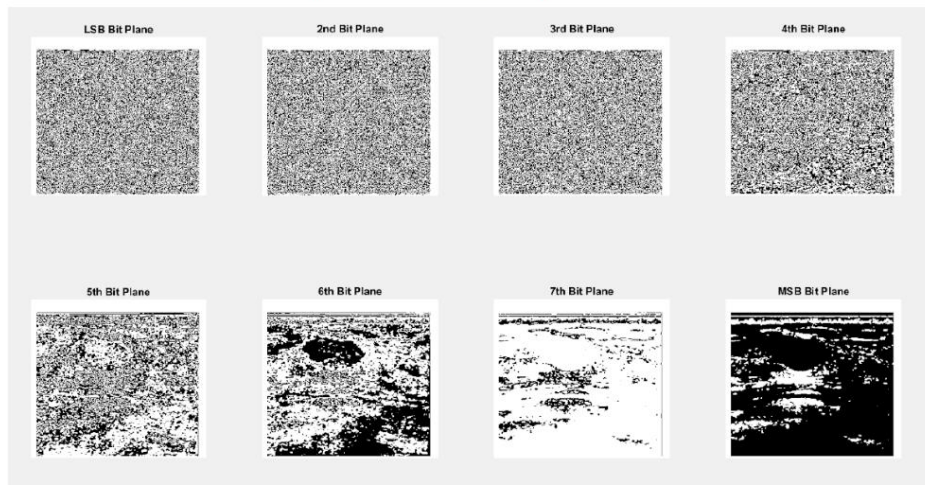 LSB Bit Plane
2nd Bit Plane
3rd Bit Plane
4th Bit Plane
5th Bit Plane
6th Bit Plane
7th Bit Plane
MSB Bit Plane